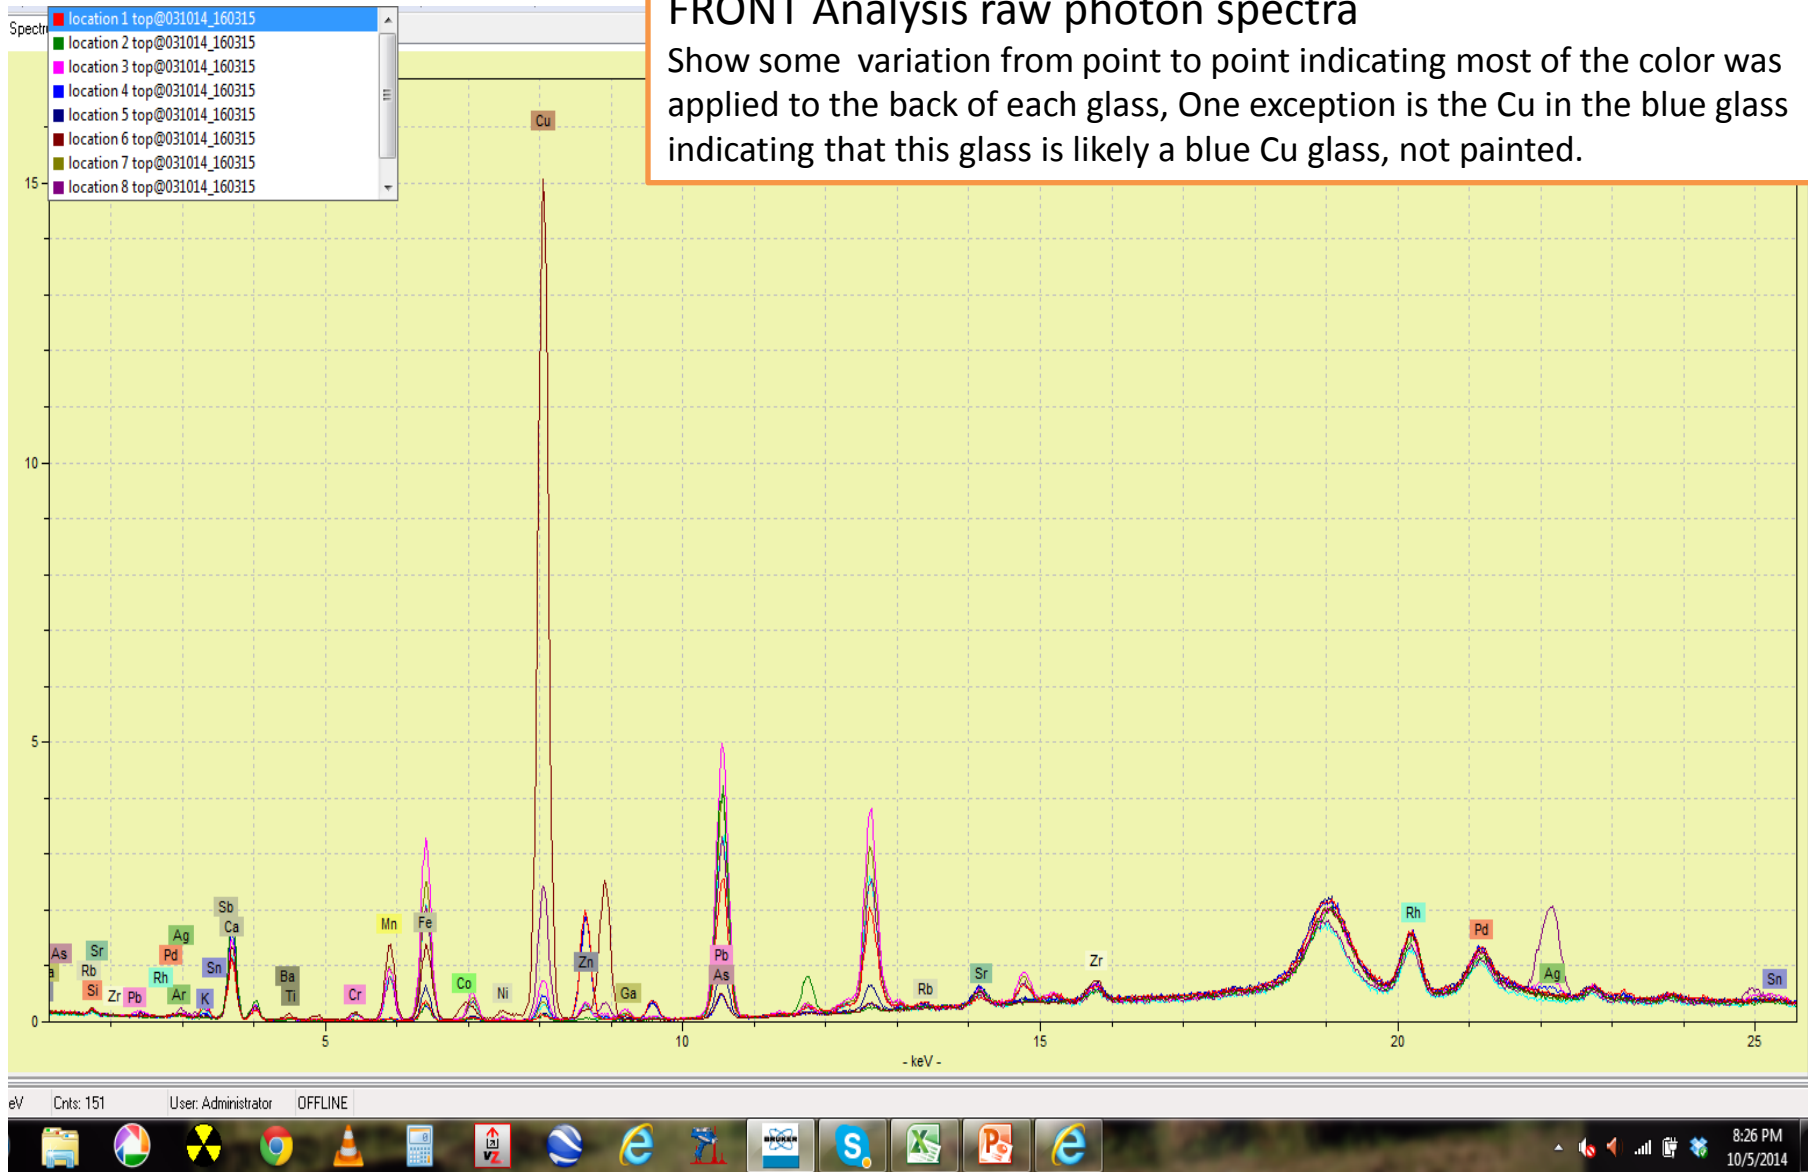 FRONT Analysis raw photon spectra
Show some variation from point to point indicating most of the color was
applied to the back of each glass, One exception is the Cu in the blue glass
indicating that this glass is likely a blue Cu glass, not painted.
Spectr
location 1 top@031014_160315
location 2 top@031014_160315
location 3 top@031014_160315
location 4 top@031014_160315
location 5 top@031014_160315
location 6 top@031014_160315
location 7 top@031014_160315
location 8 top@031014_160315
Cu
15
10
5
0
Sb
Ca
Mn
Fe
Ag
As
Sr
Pd
Rb
Rh
Sn
Ba
Si
Zr
Pb
Ar
K
Ti
Cr
Co
Ni
Zn
Ga
Pb
As
Rb
Sr
Zr
Rh
Pd
Ag
Sn
5
10
15
20
25
- keV -
eV Cnts: 151 User: Administrator OFFLINE
VZ
BRUKER
S
8:26 PM
10/5/2014